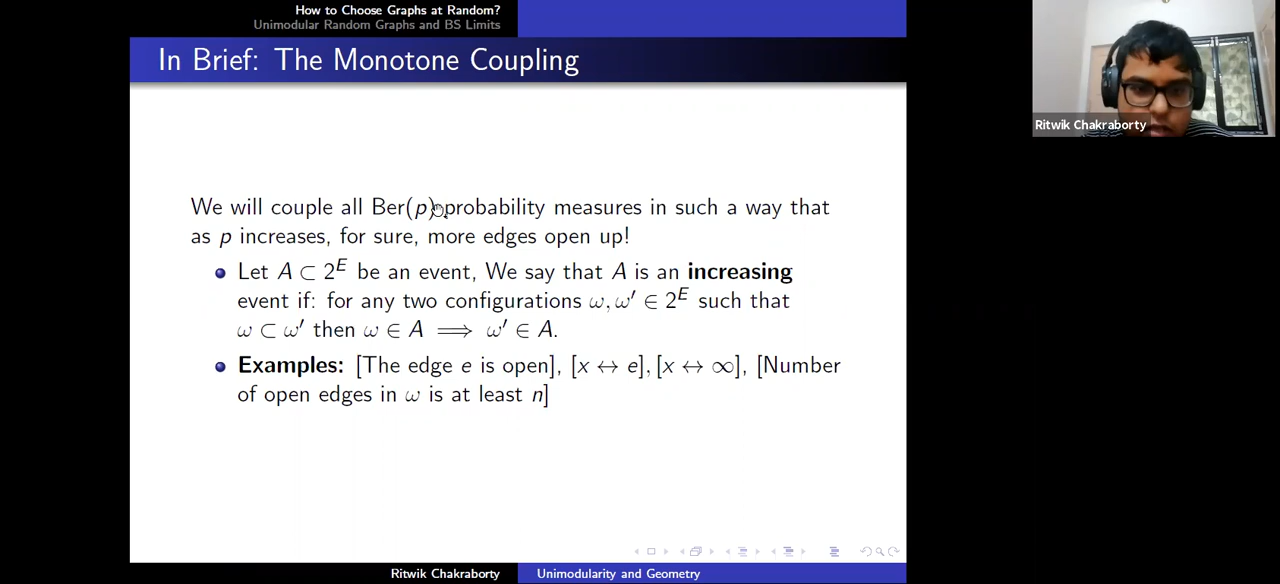 How to Choose Graphs at Random?
Unimodular Random Graphs and BS Limits
In Brief: The Monotone Coupling
We will couple all Ber(p) probability measures in such a way that
as p increases, for sure, more edges open up!
Let A ⊂ 2^E be an event, We say that A is an increasing
event if: for any two configurations ω, ω′ ∈ 2^E such that
ω ⊂ ω′ then ω ∈ A ⟹ ω′ ∈ A.
Examples: [The edge e is open], [x ↔ e], [x ↔ ∞], [Number
of open edges in ω is at least n]
Ritwik Chakraborty
Unimodularity and Geometry
Ritwik Chakraborty